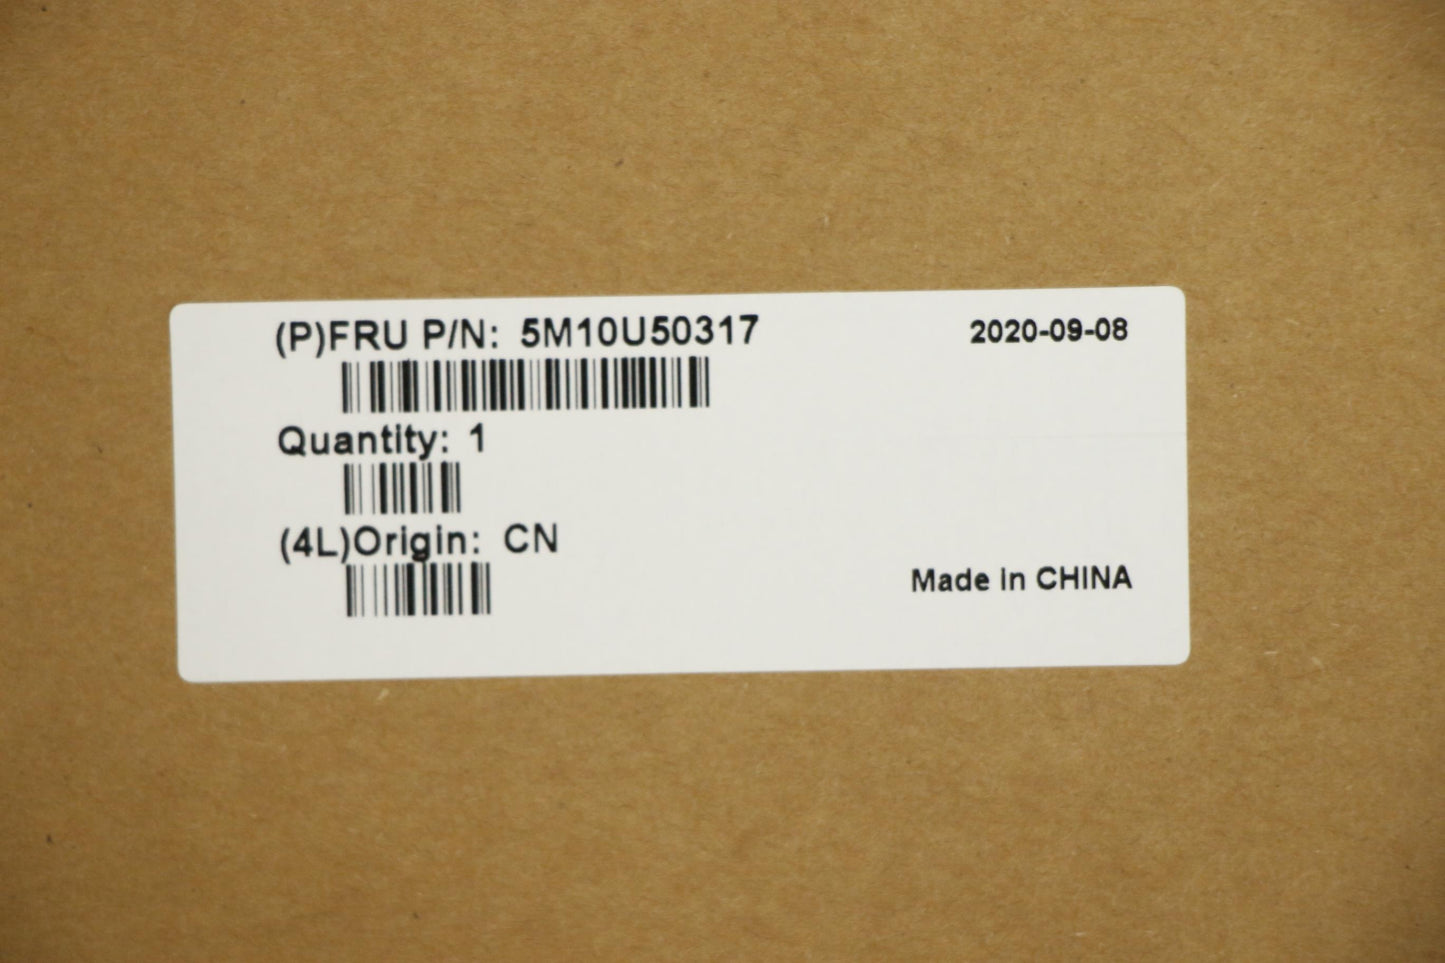 (P)FRU P/N: 5M10U50317
2020-09-08
Quantity: 1
(4L)Origin: CN
Made in CHINA